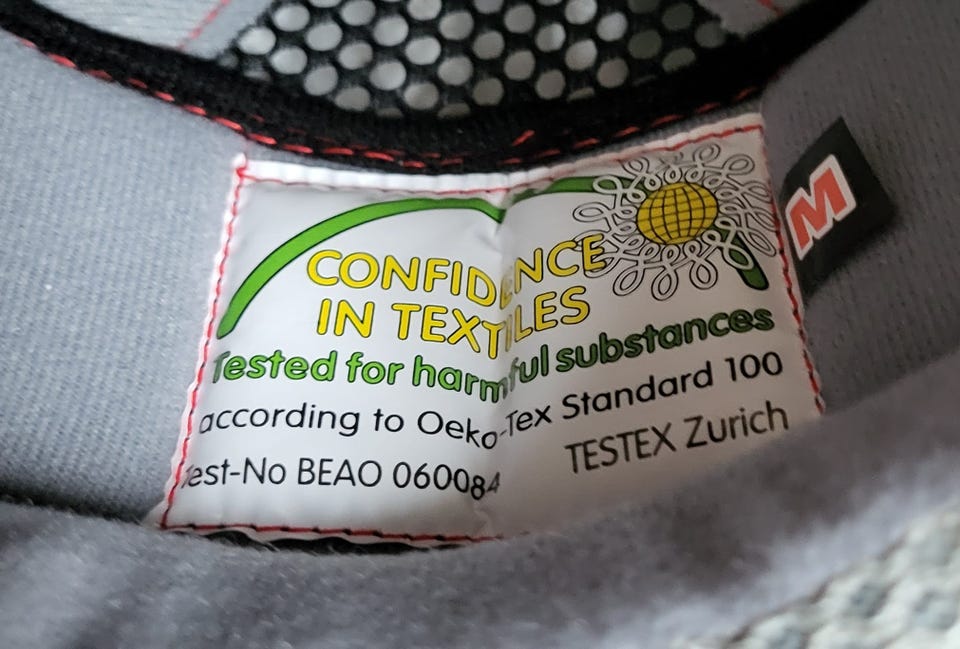 CONFIDENCE
IN TEXTILES
Tested for harmful substances
according to Oeko-Tex Standard 100
Test-No BEAO 060084 TESTEX Zurich
M